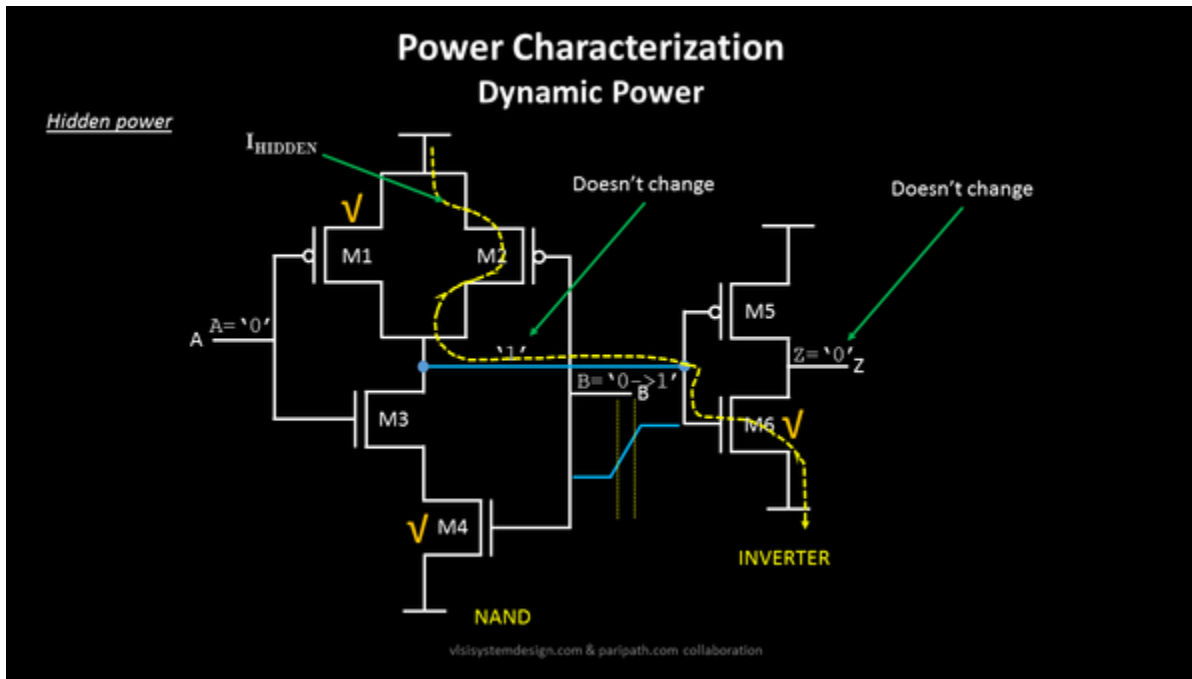 Power Characterization
Dynamic Power
Hidden power
I_HIDDEN
Doesn't change
Doesn't change
√
M1
M2
M5
A
A=‘0’
‘1’
Z=‘0’
Z
B=‘0->1’
B
M3
M6
√
√
M4
INVERTER
NAND
vlsisystemdesign.com & paripath.com collaboration